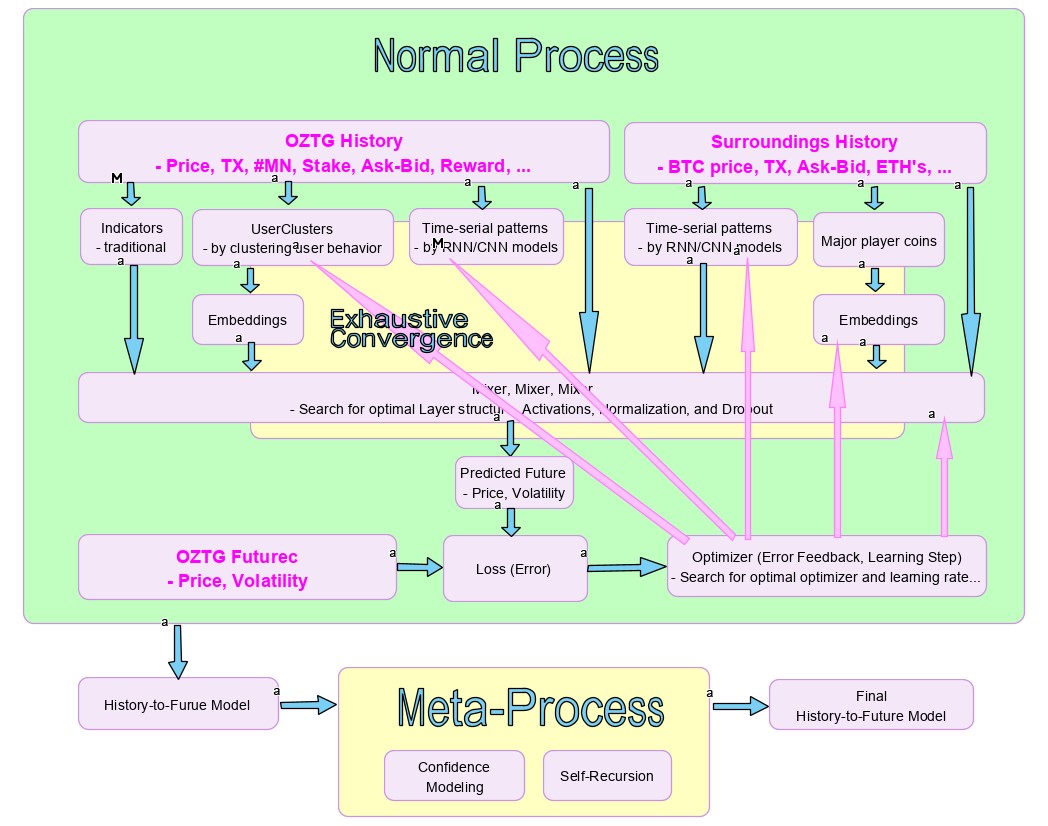 Normal Process
OZTG History
- Price, TX, #MN, Stake, Ask-Bid, Reward, ...
Surroundings History
- BTC price, TX, Ask-Bid, ETH's, ...
M
a
a
a
a
a
a
Indicators
- traditional
UserClusters
- by clustering user behavior
a
Time-serial patterns
- by RNN/CNN models
M
Time-serial patterns
- by RNN/CNN models
a
Major player coins
a
a
a
a
Embeddings
Exhaustive
Convergence
Embeddings
a
a
a
Mixer, Mixer, Mixer
- Search for optimal Layer structure, Activations, Normalization, and Dropout
a
a
Predicted Future
- Price, Volatility
a
OZTG Futurec
- Price, Volatility
a
Loss (Error)
a
Optimizer (Error Feedback, Learning Step)
- Search for optimal optimizer and learning rate...
a
History-to-Furue Model
a
Meta-Process
Confidence
Modeling
Self-Recursion
a
Final
History-to-Future Model